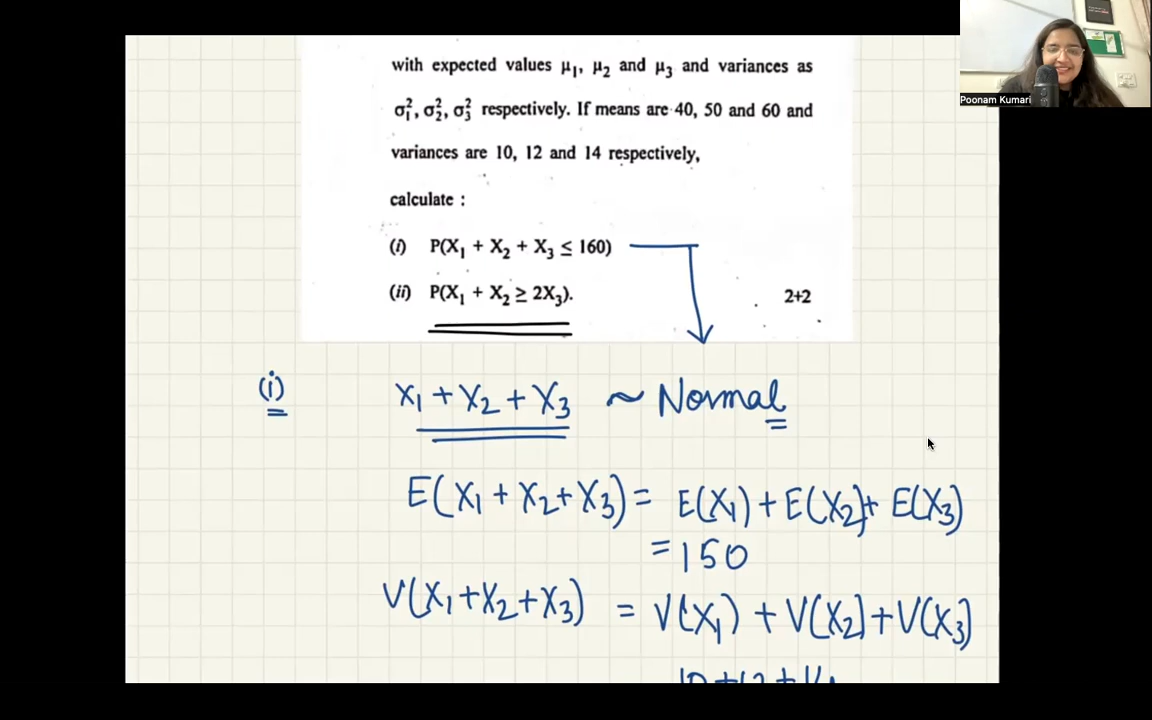 Poonam Kumari
with expected values μ₁, μ₂ and μ₃ and variances as
σ₁², σ₂², σ₃² respectively. If means are 40, 50 and 60 and
variances are 10, 12 and 14 respectively,
calculate :
(i) P(X₁ + X₂ + X₃ ≤ 160)
(ii) P(X₁ + X₂ ≥ 2X₃). 2+2
(i) X₁ + X₂ + X₃ ~ Normal
E(X₁ + X₂ + X₃) = E(X₁) + E(X₂) + E(X₃)
= 150
V(X₁+X₂+X₃) = V(X₁) + V(X₂) + V(X₃)